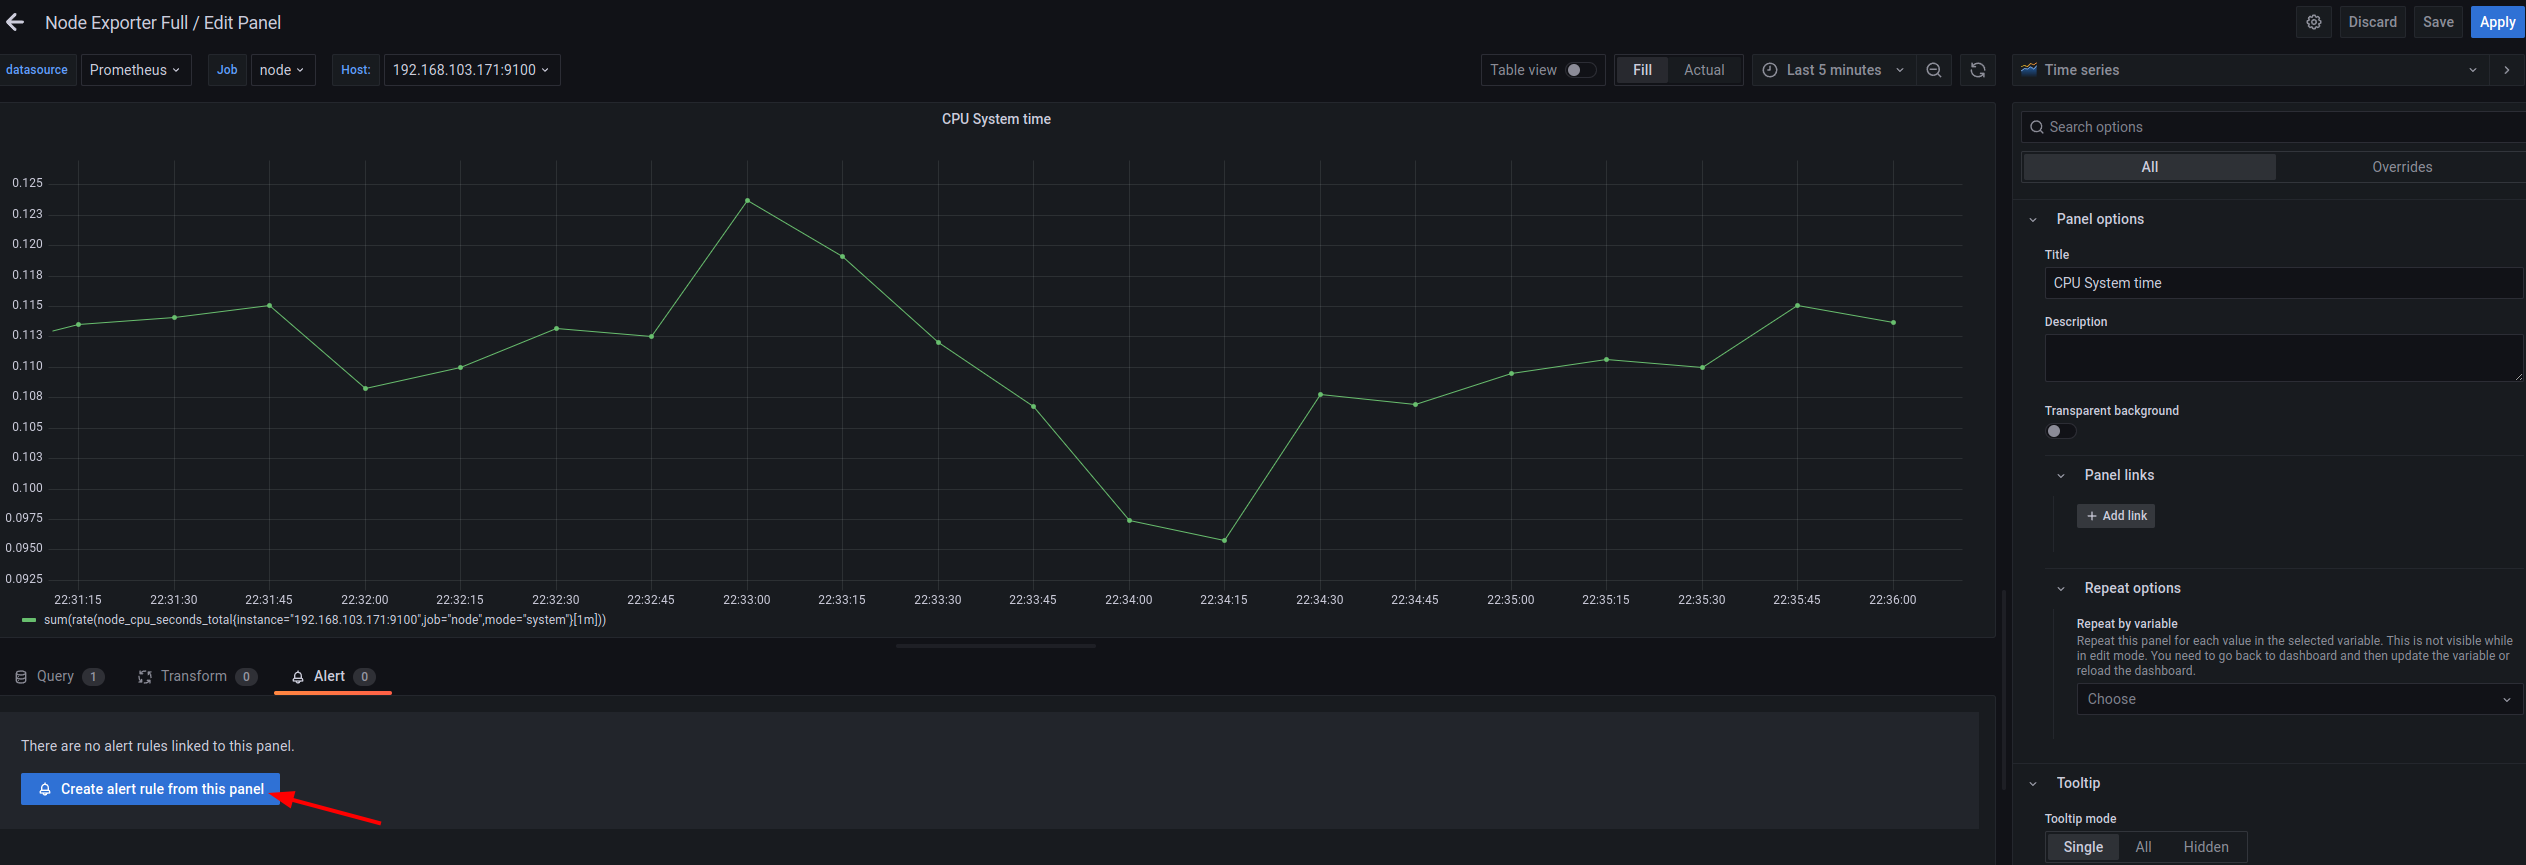 Node Exporter Full / Edit Panel
Discard
Save
Apply
datasource
Prometheus
Job
node
Host:
192.168.103.171:9100
Table view
Fill
Actual
Last 5 minutes
Time series
CPU System time
0.125
0.123
0.120
0.118
0.115
0.113
0.110
0.108
0.105
0.103
0.100
0.0975
0.0950
0.0925
22:31:15
22:31:30
22:31:45
22:32:00
22:32:15
22:32:30
22:32:45
22:33:00
22:33:15
22:33:30
22:33:45
22:34:00
22:34:15
22:34:30
22:34:45
22:35:00
22:35:15
22:35:30
22:35:45
22:36:00
sum(rate(node_cpu_seconds_total{instance="192.168.103.171:9100",job="node",mode="system"}[1m]))
Query 1
Transform 0
Alert 0
There are no alert rules linked to this panel.
Create alert rule from this panel
Search options
All
Overrides
Panel options
Title
CPU System time
Description
Transparent background
Panel links
+ Add link
Repeat options
Repeat by variable
Repeat this panel for each value in the selected variable. This is not visible while
in edit mode. You need to go back to dashboard and then update the variable or
reload the dashboard.
Choose
Tooltip
Tooltip mode
Single
All
Hidden